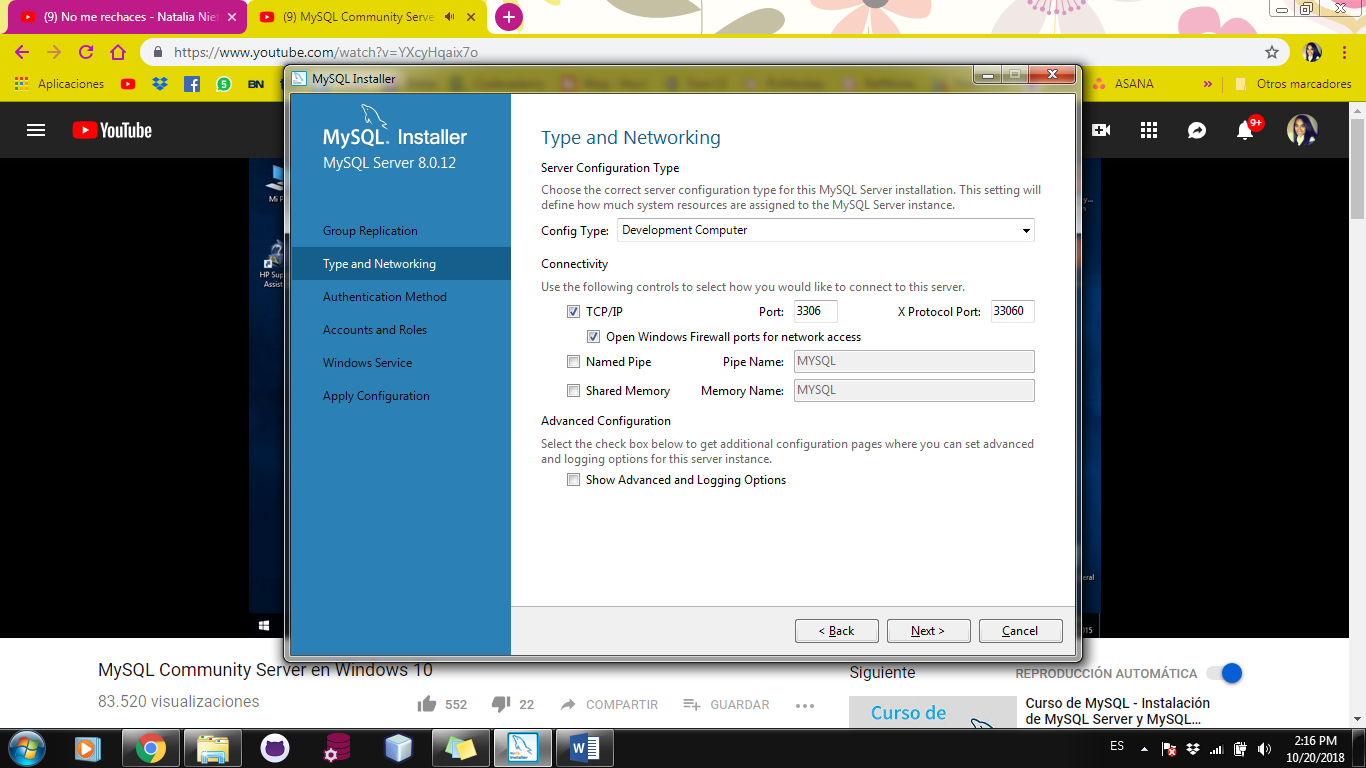 (9) No me rechaces - Natalia Nie
(9) MySQL Community Serve
https://www.youtube.com/watch?v=YXcyHqaix7o
Aplicaciones
5
BN
ASANA
»
Otros marcadores
MySQL Installer
YouTube
9+
MySQL. Installer
MySQL Server 8.0.12
Group Replication
Type and Networking
Authentication Method
Accounts and Roles
Windows Service
Apply Configuration
Type and Networking
Server Configuration Type
Choose the correct server configuration type for this MySQL Server installation. This setting will
define how much system resources are assigned to the MySQL Server instance.
Config Type: Development Computer
Connectivity
Use the following controls to select how you would like to connect to this server.
TCP/IP Port: 3306 X Protocol Port: 33060
Open Windows Firewall ports for network access
Named Pipe Pipe Name: MYSQL
Shared Memory Memory Name: MYSQL
Advanced Configuration
Select the check box below to get additional configuration pages where you can set advanced
and logging options for this server instance.
Show Advanced and Logging Options
< Back Next > Cancel
Mi P
HP Sup
Assist
MySQL Community Server en Windows 10
83.520 visualizaciones
552 22 COMPARTIR GUARDAR
Siguiente REPRODUCCIÓN AUTOMÁTICA
Curso de
Curso de MySQL - Instalación
de MySQL Server y MySQL...
ES
2:16 PM
10/20/2018